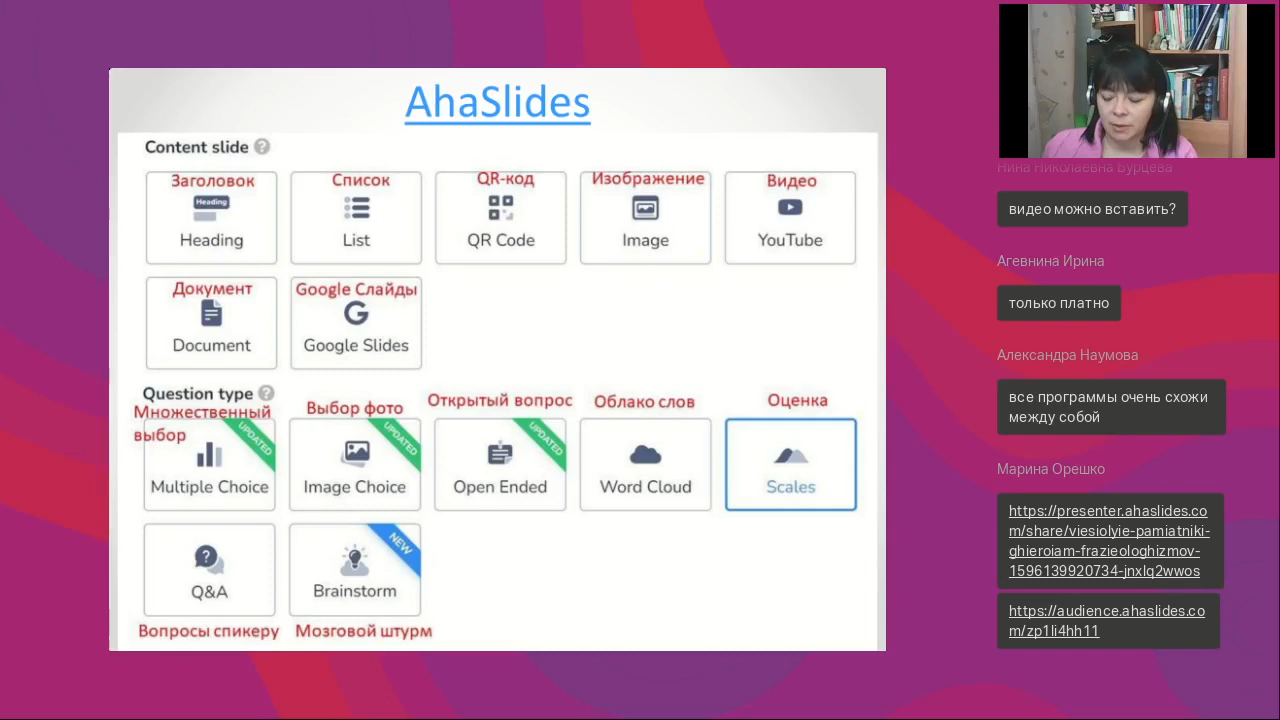 AhaSlides
Content slide ?
Заголовок
Heading
Heading
Список
List
QR-код
QR Code
Изображение
Image
Видео
YouTube
Документ
Document
Google Слайды
Google Slides
Question type ?
Множественный
выбор
UPDATED
Multiple Choice
Выбор фото
UPDATED
Image Choice
Открытый вопрос
UPDATED
Open Ended
Облако слов
Word Cloud
Оценка
Scales
?
Q&A
Вопросы спикеру
NEW
Brainstorm
Мозговой штурм
Нина Николаевна Бурцева
видео можно вставить?
Агевнина Ирина
только платно
Александра Наумова
все программы очень схожи
между собой
Марина Орешко
https://presenter.ahaslides.co
m/share/viesiolyie-pamiatniki-
ghieroiam-frazieologhizmov-
1596139920734-jnxlq2wwos
https://audience.ahaslides.co
m/zp1li4hh11